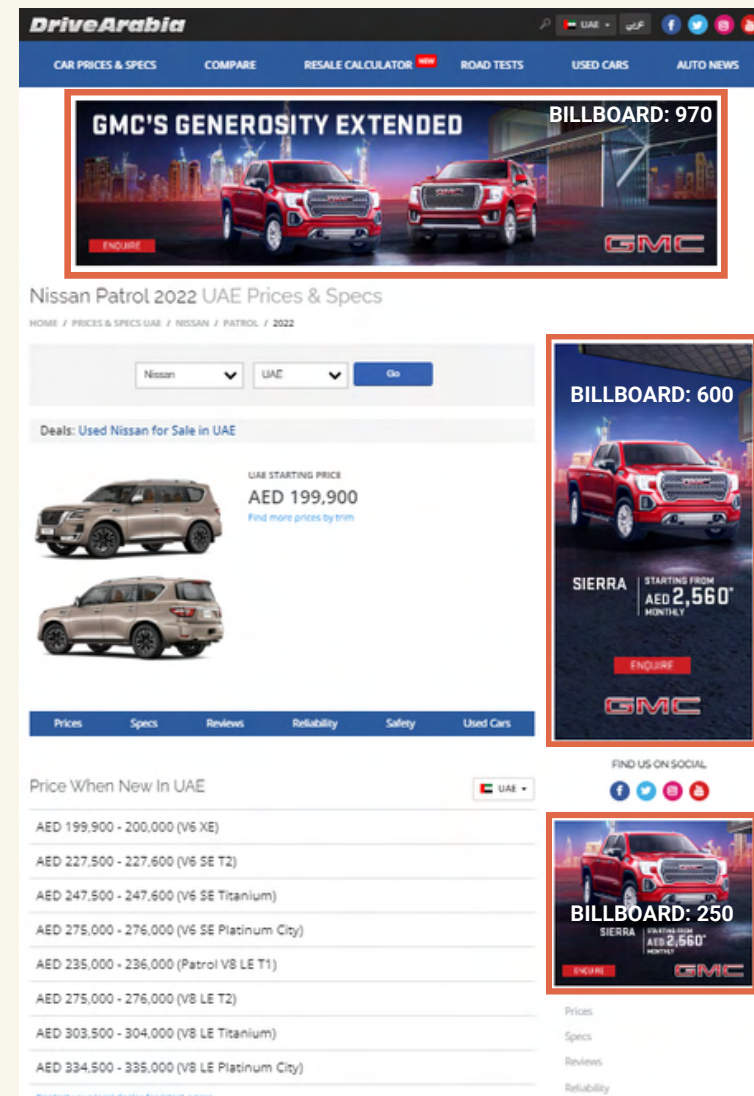 DriveArabia
UAE
عربي
CAR PRICES & SPECS
COMPARE
RESALE CALCULATOR NEW
ROAD TESTS
USED CARS
AUTO NEWS
GMC'S GENEROSITY EXTENDED
BILLBOARD: 970
ENQUIRE
GMC
Nissan Patrol 2022 UAE Prices & Specs
HOME / PRICES & SPECS UAE / NISSAN / PATROL / 2022
Nissan
UAE
Go
Deals: Used Nissan for Sale in UAE
UAE STARTING PRICE
AED 199,900
Find more prices by trim
BILLBOARD: 600
SIERRA
STARTING FROM
AED 2,560*
MONTHLY
ENQUIRE
GMC
Prices
Specs
Reviews
Reliability
Safety
Used Cars
FIND US ON SOCIAL
Price When New In UAE
UAE
AED 199,900 - 200,000 (V6 XE)
AED 227,500 - 227,600 (V6 SE T2)
AED 247,500 - 247,600 (V6 SE Titanium)
AED 275,000 - 276,000 (V6 SE Platinum City)
AED 235,000 - 236,000 (Patrol V8 LE T1)
AED 275,000 - 276,000 (V8 LE T2)
AED 303,500 - 304,000 (V8 LE Titanium)
AED 334,500 - 335,000 (V8 LE Platinum City)
BILLBOARD: 250
SIERRA
STARTING FROM
AED 2,560*
MONTHLY
ENQUIRE
GMC
Prices
Specs
Reviews
Reliability